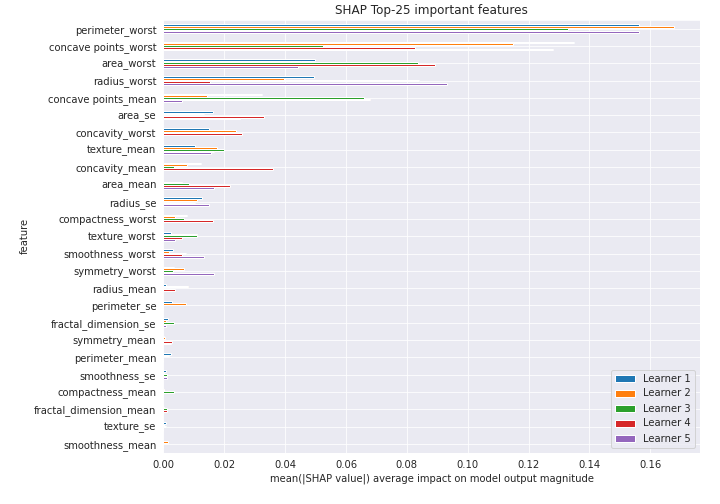 SHAP Top-25 important features
perimeter_worst
concave points_worst
area_worst
radius_worst
concave points_mean
area_se
concavity_worst
texture_mean
concavity_mean
area_mean
radius_se
compactness_worst
texture_worst
smoothness_worst
symmetry_worst
radius_mean
perimeter_se
fractal_dimension_se
symmetry_mean
perimeter_mean
smoothness_se
compactness_mean
fractal_dimension_mean
texture_se
smoothness_mean
feature
Learner 1
Learner 2
Learner 3
Learner 4
Learner 5
0.00 0.02 0.04 0.06 0.08 0.10 0.12 0.14 0.16
mean(|SHAP value|) average impact on model output magnitude